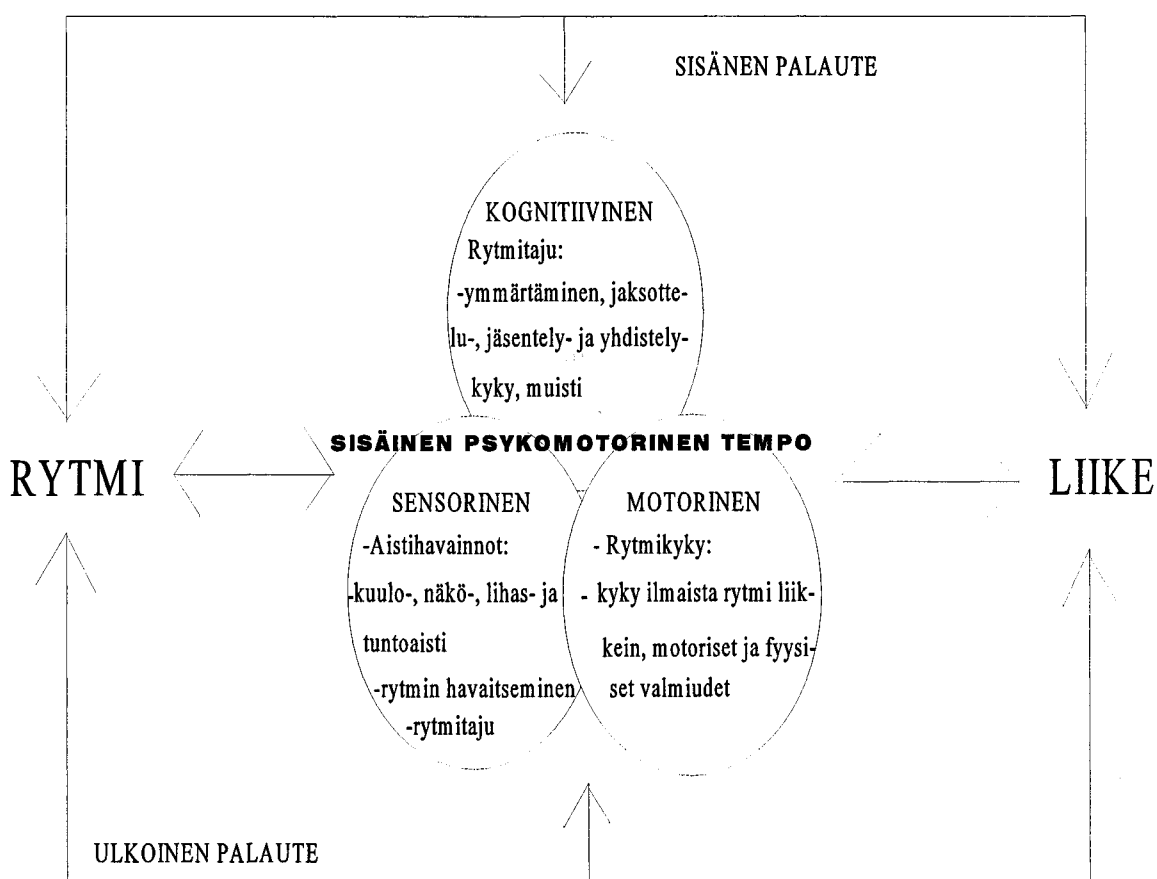 SISÄNEN PALAUTE
KOGNITIIVINEN
Rytmitaju:
-ymmärtäminen, jaksotte-
lu-, jäsentely- ja yhdistely-
kyky, muisti
SISÄINEN PSYKOMOTORINEN TEMPO
RYTMI
LIIKE
SENSORINEN
-Aistihavainnot:
-kuulo-, näkö-, lihas- ja
tuntoaisti
-rytmin havaitseminen
-rytmitaju
MOTORINEN
- Rytmikyky:
- kyky ilmaista rytmi liik-
kein, motoriset ja fyysi-
set valmiudet
ULKOINEN PALAUTE